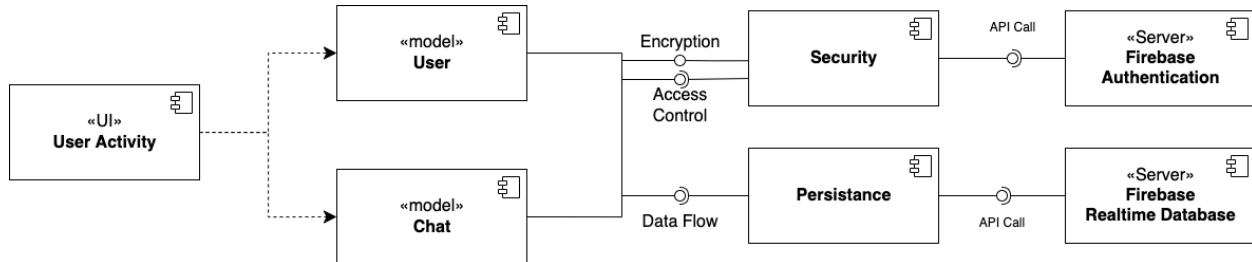 «UI»
User Activity
«model»
User
«model»
Chat
Encryption
Access
Control
Data Flow
Security
Persistance
API Call
API Call
«Server»
Firebase
Authentication
«Server»
Firebase
Realtime Database